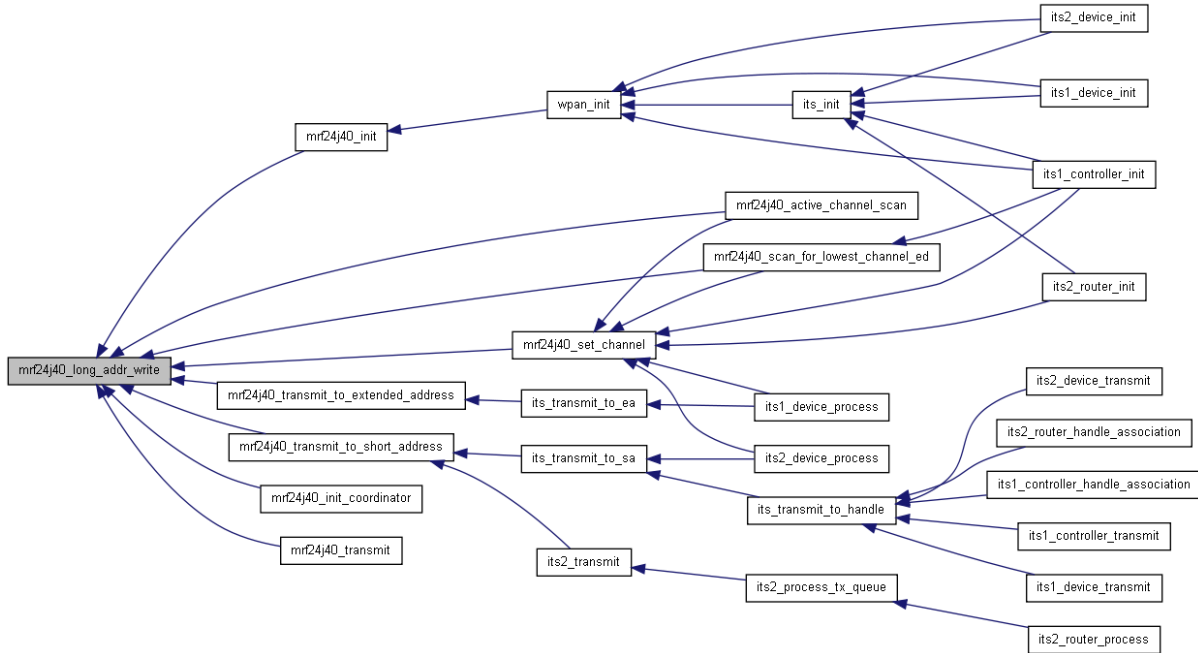 its2_device_init
its1_device_init
wpan_init
its_init
mrf24j40_init
its1_controller_init
mrf24j40_active_channel_scan
mrf24j40_scan_for_lowest_channel_ed
its2_router_init
mrf24j40_set_channel
mrf24j40_long_addr_write
its2_device_transmit
mrf24j40_transmit_to_extended_address
its_transmit_to_ea
its1_device_process
its2_router_handle_association
mrf24j40_transmit_to_short_address
its_transmit_to_sa
its2_device_process
its1_controller_handle_association
mrf24j40_init_coordinator
its_transmit_to_handle
its1_controller_transmit
mrf24j40_transmit
its2_transmit
its2_process_tx_queue
its1_device_transmit
its2_router_process